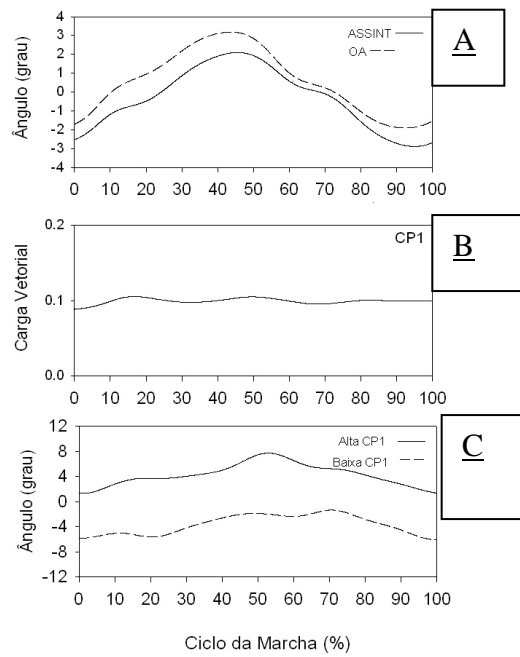 4
3
2
1
0
-1
-2
-3
-4
Ângulo (grau)
ASSINT
OA
A
0 10 20 30 40 50 60 70 80 90 100
0.2
0.1
0.0
Carga Vetorial
CP1
B
0 10 20 30 40 50 60 70 80 90 100
12
8
4
0
-4
-8
-12
Ângulo (grau)
Alta CP1
Baixa CP1
C
0 10 20 30 40 50 60 70 80 90 100
Ciclo da Marcha (%)